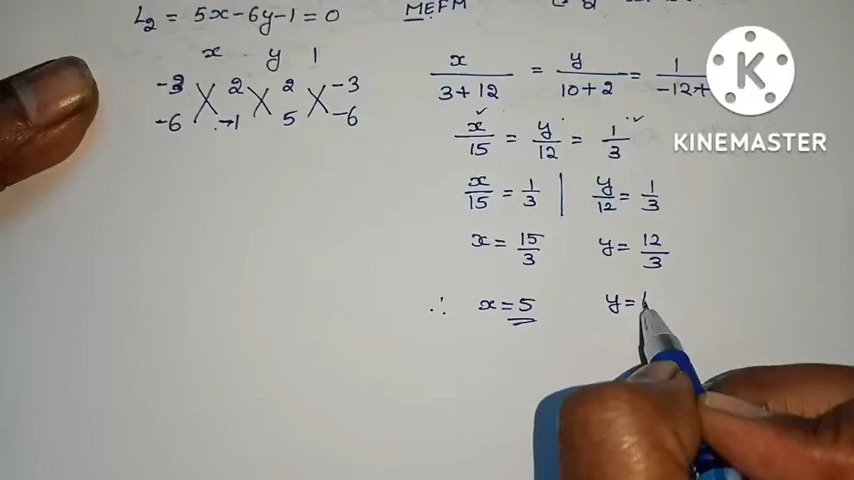 L2 = 5x-6y-1=0
MEFM
x y 1
-3 2 2 -3
-6 -1 5 -6
x/3+12 = y/10+2 = 1/-12+
x/15 = y/12 = 1/3
x/15 = 1/3 | y/12 = 1/3
x = 15/3 y = 12/3
∴ x = 5 y =
KINEMASTER